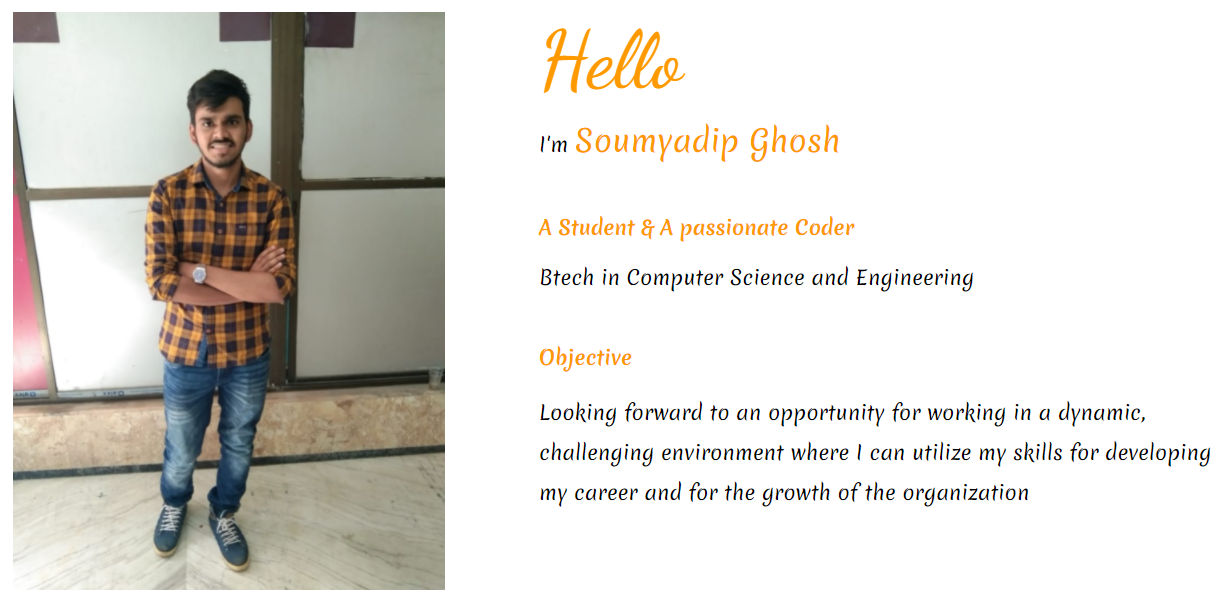 Hello
I'm Soumyadip Ghosh
A Student & A passionate Coder
Btech in Computer Science and Engineering
Objective
Looking forward to an opportunity for working in a dynamic,
challenging environment where I can utilize my skills for developing
my career and for the growth of the organization